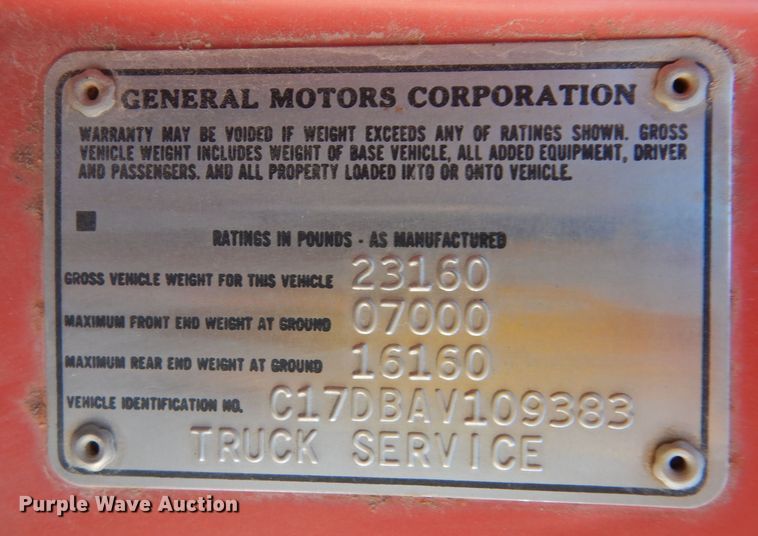 GENERAL MOTORS CORPORATION
WARRANTY MAY BE VOIDED IF WEIGHT EXCEEDS ANY OF RATINGS SHOWN. GROSS
VEHICLE WEIGHT INCLUDES WEIGHT OF BASE VEHICLE, ALL ADDED EQUIPMENT, DRIVER
AND PASSENGERS. AND ALL PROPERTY LOADED INTO OR ONTO VEHICLE.
RATINGS IN POUNDS - AS MANUFACTURED
GROSS VEHICLE WEIGHT FOR THIS VEHICLE 23160
MAXIMUM FRONT END WEIGHT AT GROUND 07000
MAXIMUM REAR END WEIGHT AT GROUND 16160
VEHICLE IDENTIFICATION NO. C17DBAV109383
TRUCK SERVICE
Purple Wave Auction